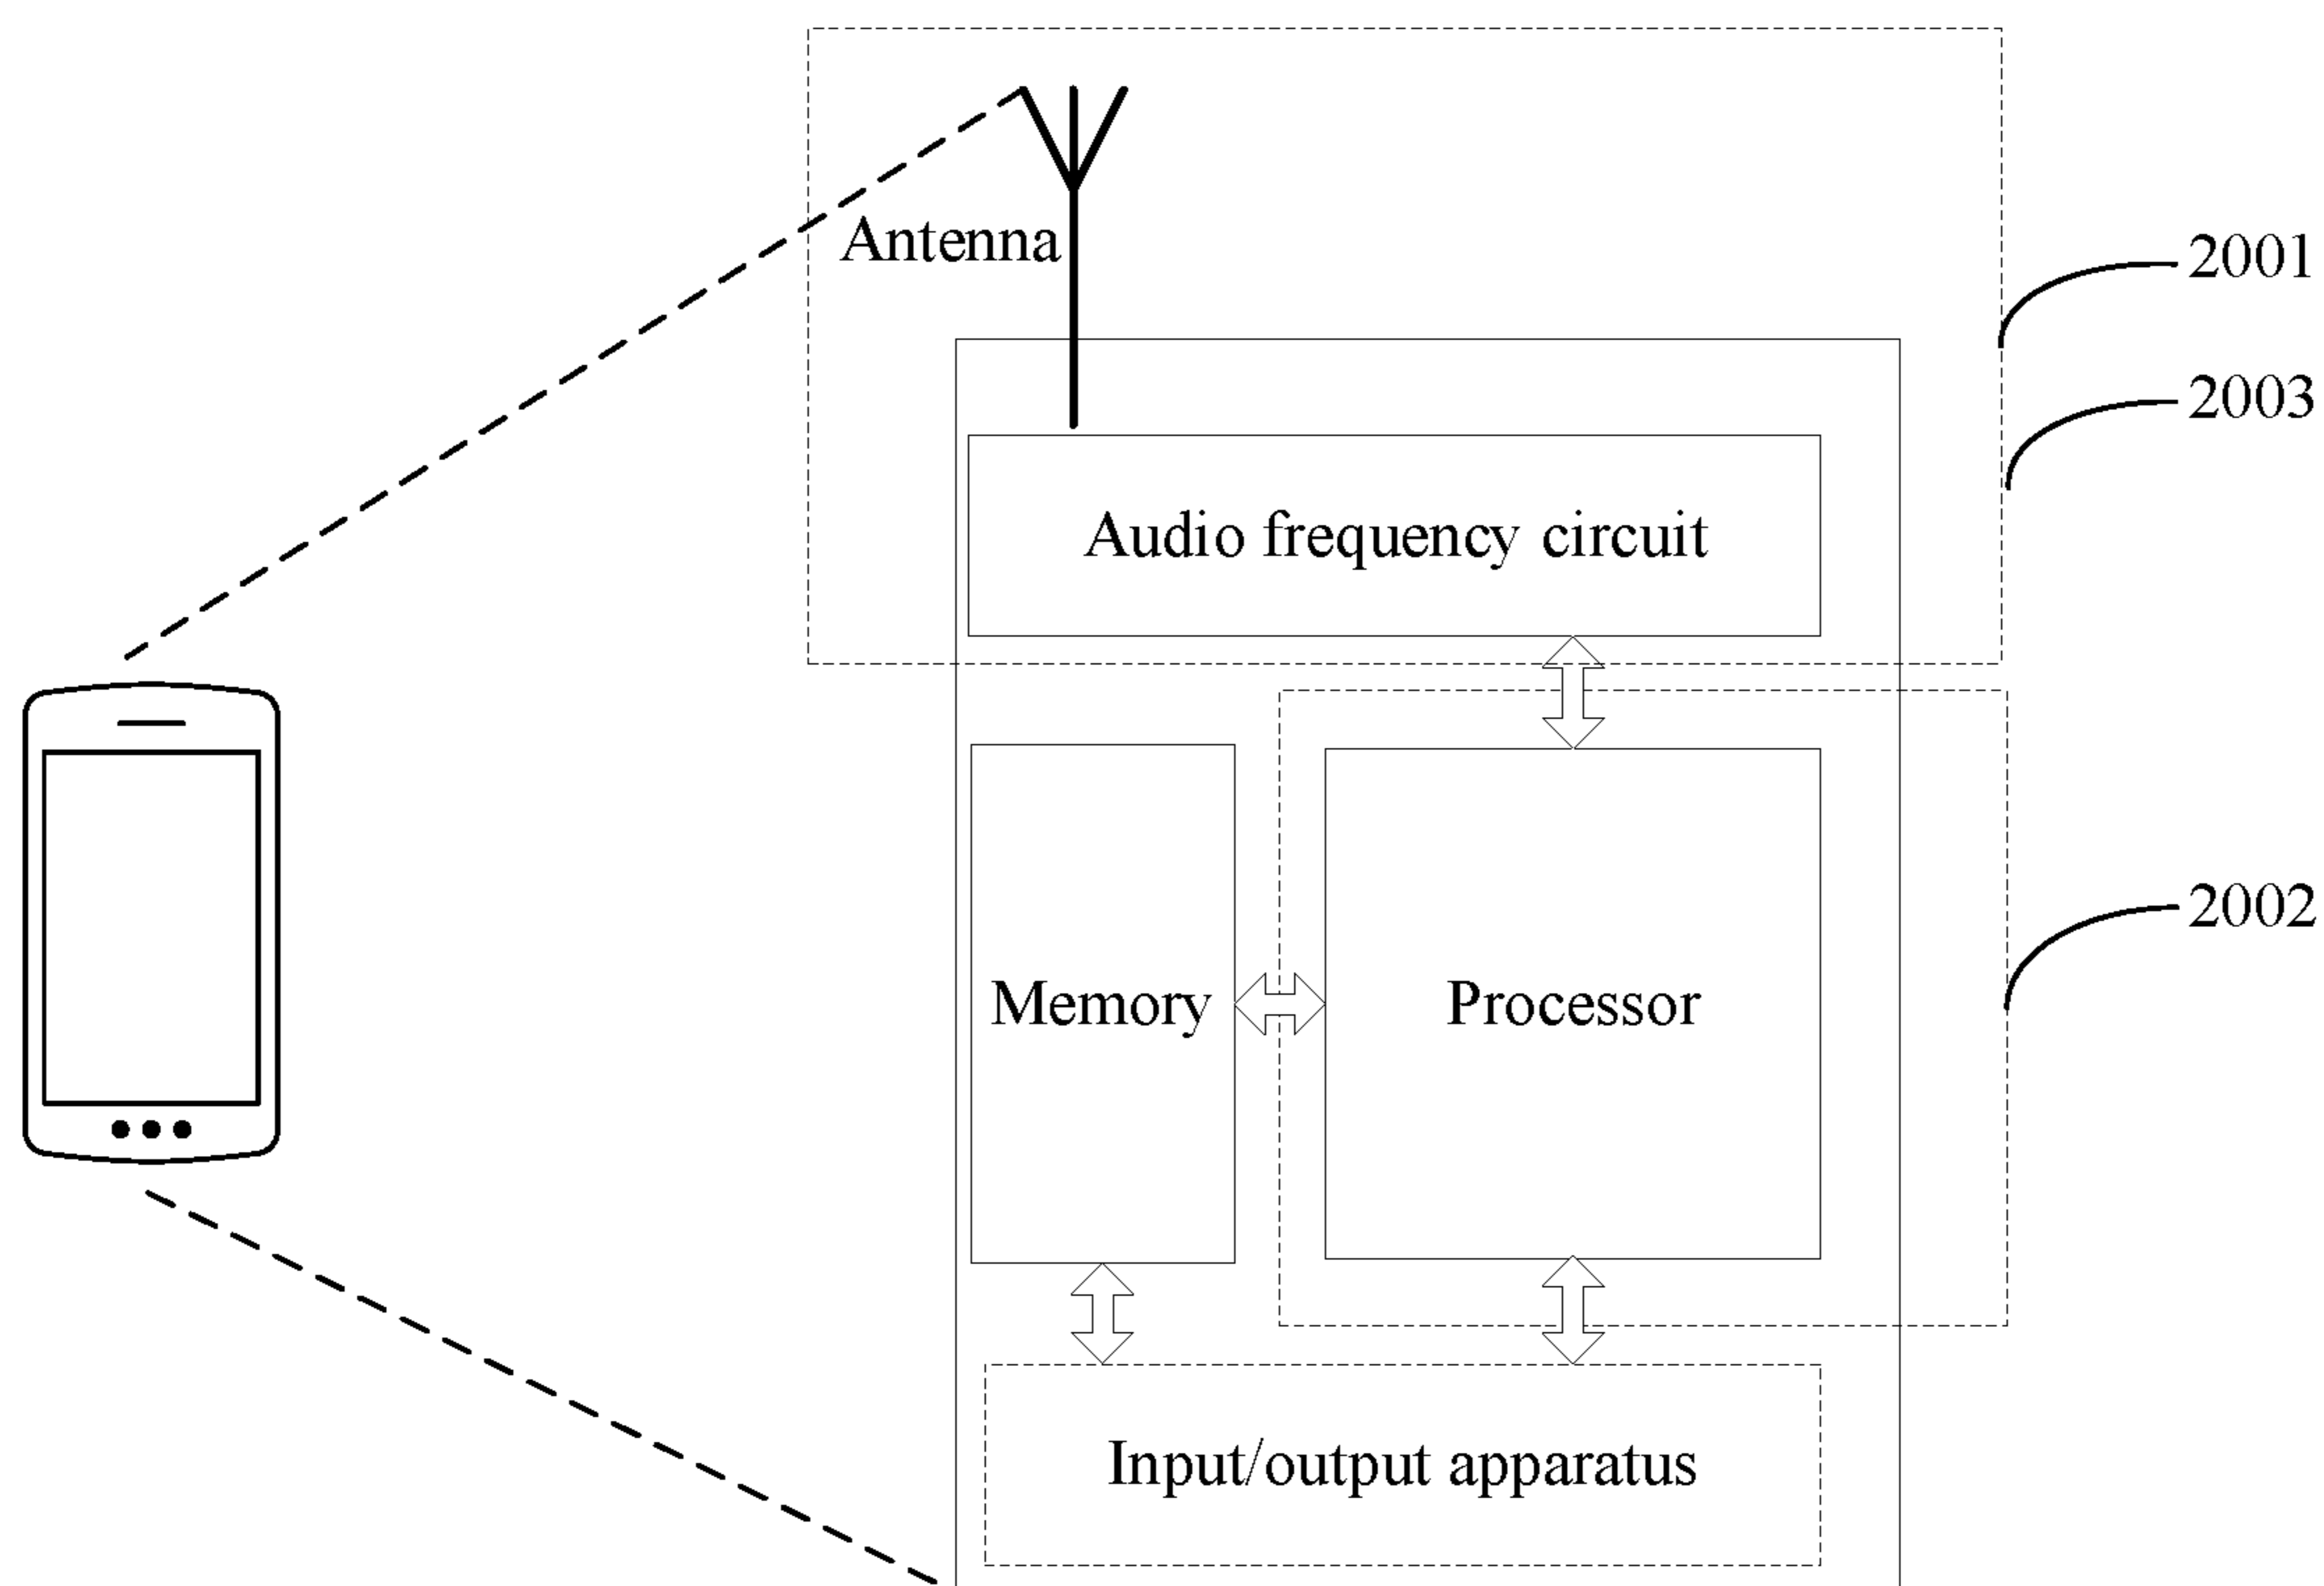 Antenna
2001
2003
Audio frequency circuit
2002
Memory
Processor
Input/output apparatus